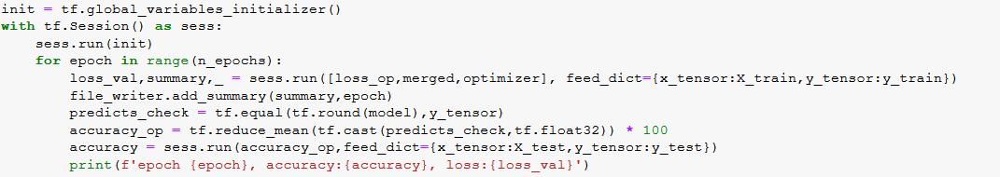 init = tf.global_variables_initializer()
with tf.Session() as sess:
    sess.run(init)
    for epoch in range(n_epochs):
        loss_val,summary,_ = sess.run([loss_op,merged,optimizer], feed_dict={x_tensor:X_train,y_tensor:y_train})
        file_writer.add_summary(summary,epoch)
        predicts_check = tf.equal(tf.round(model),y_tensor)
        accuracy_op = tf.reduce_mean(tf.cast(predicts_check,tf.float32)) * 100
        accuracy = sess.run(accuracy_op,feed_dict={x_tensor:X_test,y_tensor:y_test})
        print(f'epoch {epoch}, accuracy:{accuracy}, loss:{loss_val}')